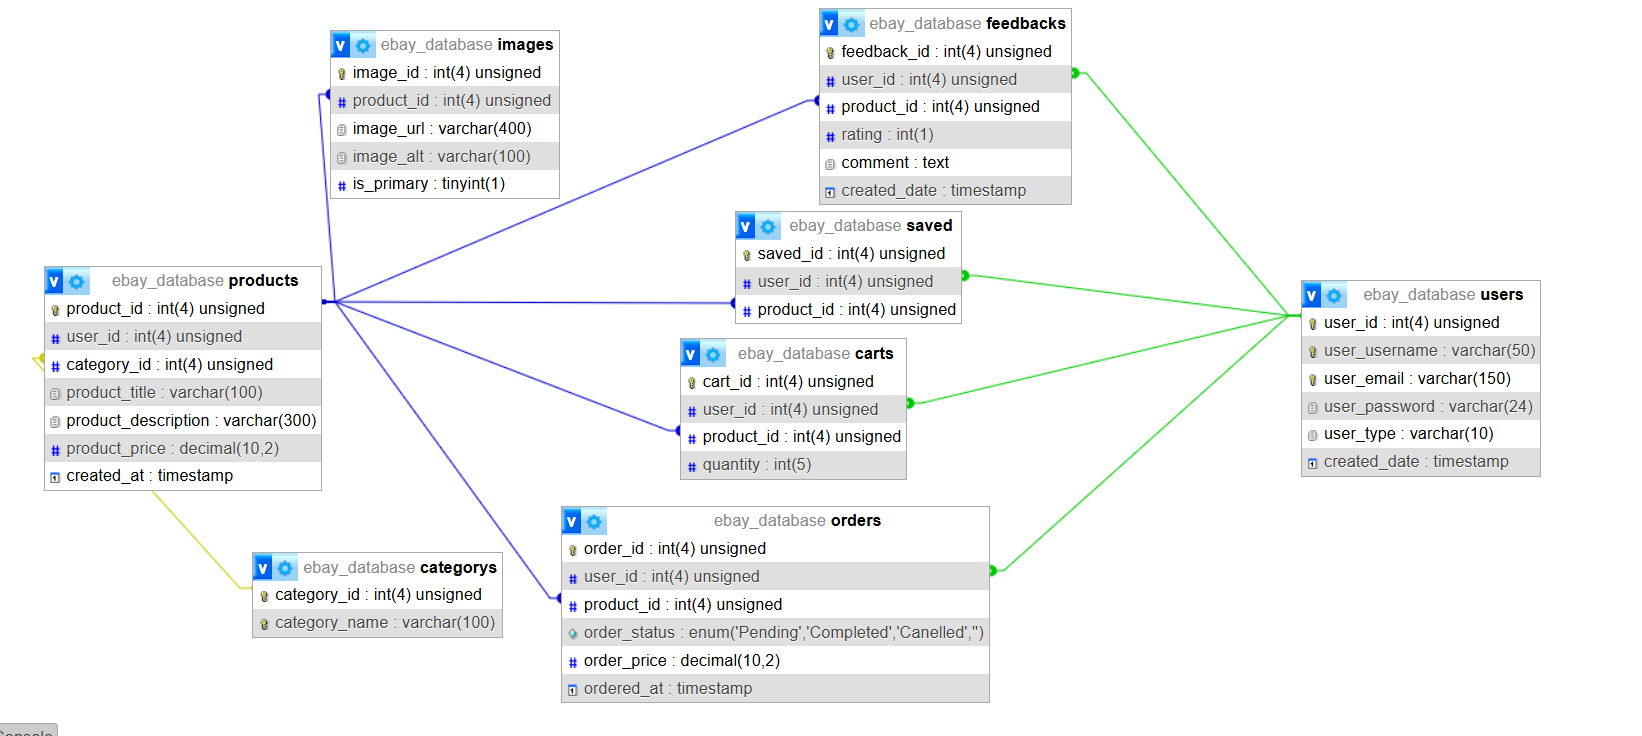 ebay_database images
image_id : int(4) unsigned
product_id : int(4) unsigned
image_url : varchar(400)
image_alt : varchar(100)
is_primary : tinyint(1)
ebay_database feedbacks
feedback_id : int(4) unsigned
user_id : int(4) unsigned
product_id : int(4) unsigned
rating : int(1)
comment : text
created_date : timestamp
ebay_database saved
saved_id : int(4) unsigned
user_id : int(4) unsigned
product_id : int(4) unsigned
ebay_database products
product_id : int(4) unsigned
user_id : int(4) unsigned
category_id : int(4) unsigned
product_title : varchar(100)
product_description : varchar(300)
product_price : decimal(10,2)
created_at : timestamp
ebay_database users
user_id : int(4) unsigned
user_username : varchar(50)
user_email : varchar(150)
user_password : varchar(24)
user_type : varchar(10)
created_date : timestamp
ebay_database carts
cart_id : int(4) unsigned
user_id : int(4) unsigned
product_id : int(4) unsigned
quantity : int(5)
ebay_database categorys
category_id : int(4) unsigned
category_name : varchar(100)
ebay_database orders
order_id : int(4) unsigned
user_id : int(4) unsigned
product_id : int(4) unsigned
order_status : enum('Pending','Completed','Canelled','')
order_price : decimal(10,2)
ordered_at : timestamp